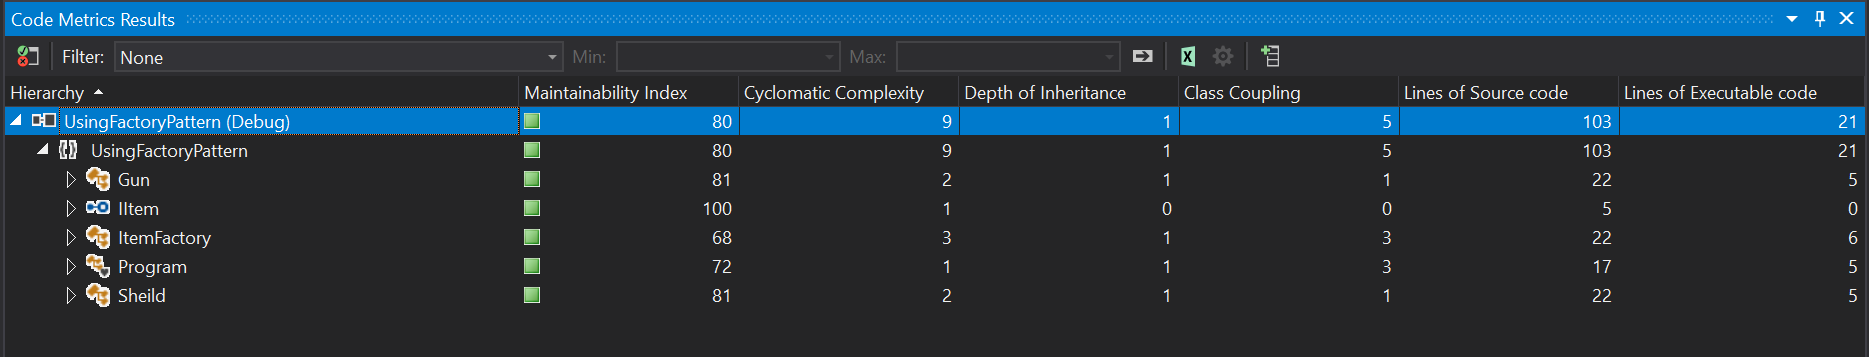 Code Metrics Results
Filter: None Min: Max:
Hierarchy Maintainability Index Cyclomatic Complexity Depth of Inheritance Class Coupling Lines of Source code Lines of Executable code
UsingFactoryPattern (Debug) 80 9 1 5 103 21
UsingFactoryPattern 80 9 1 5 103 21
Gun 81 2 1 1 22 5
IItem 100 1 0 0 5 0
ItemFactory 68 3 1 3 22 6
Program 72 1 1 3 17 5
Sheild 81 2 1 1 22 5